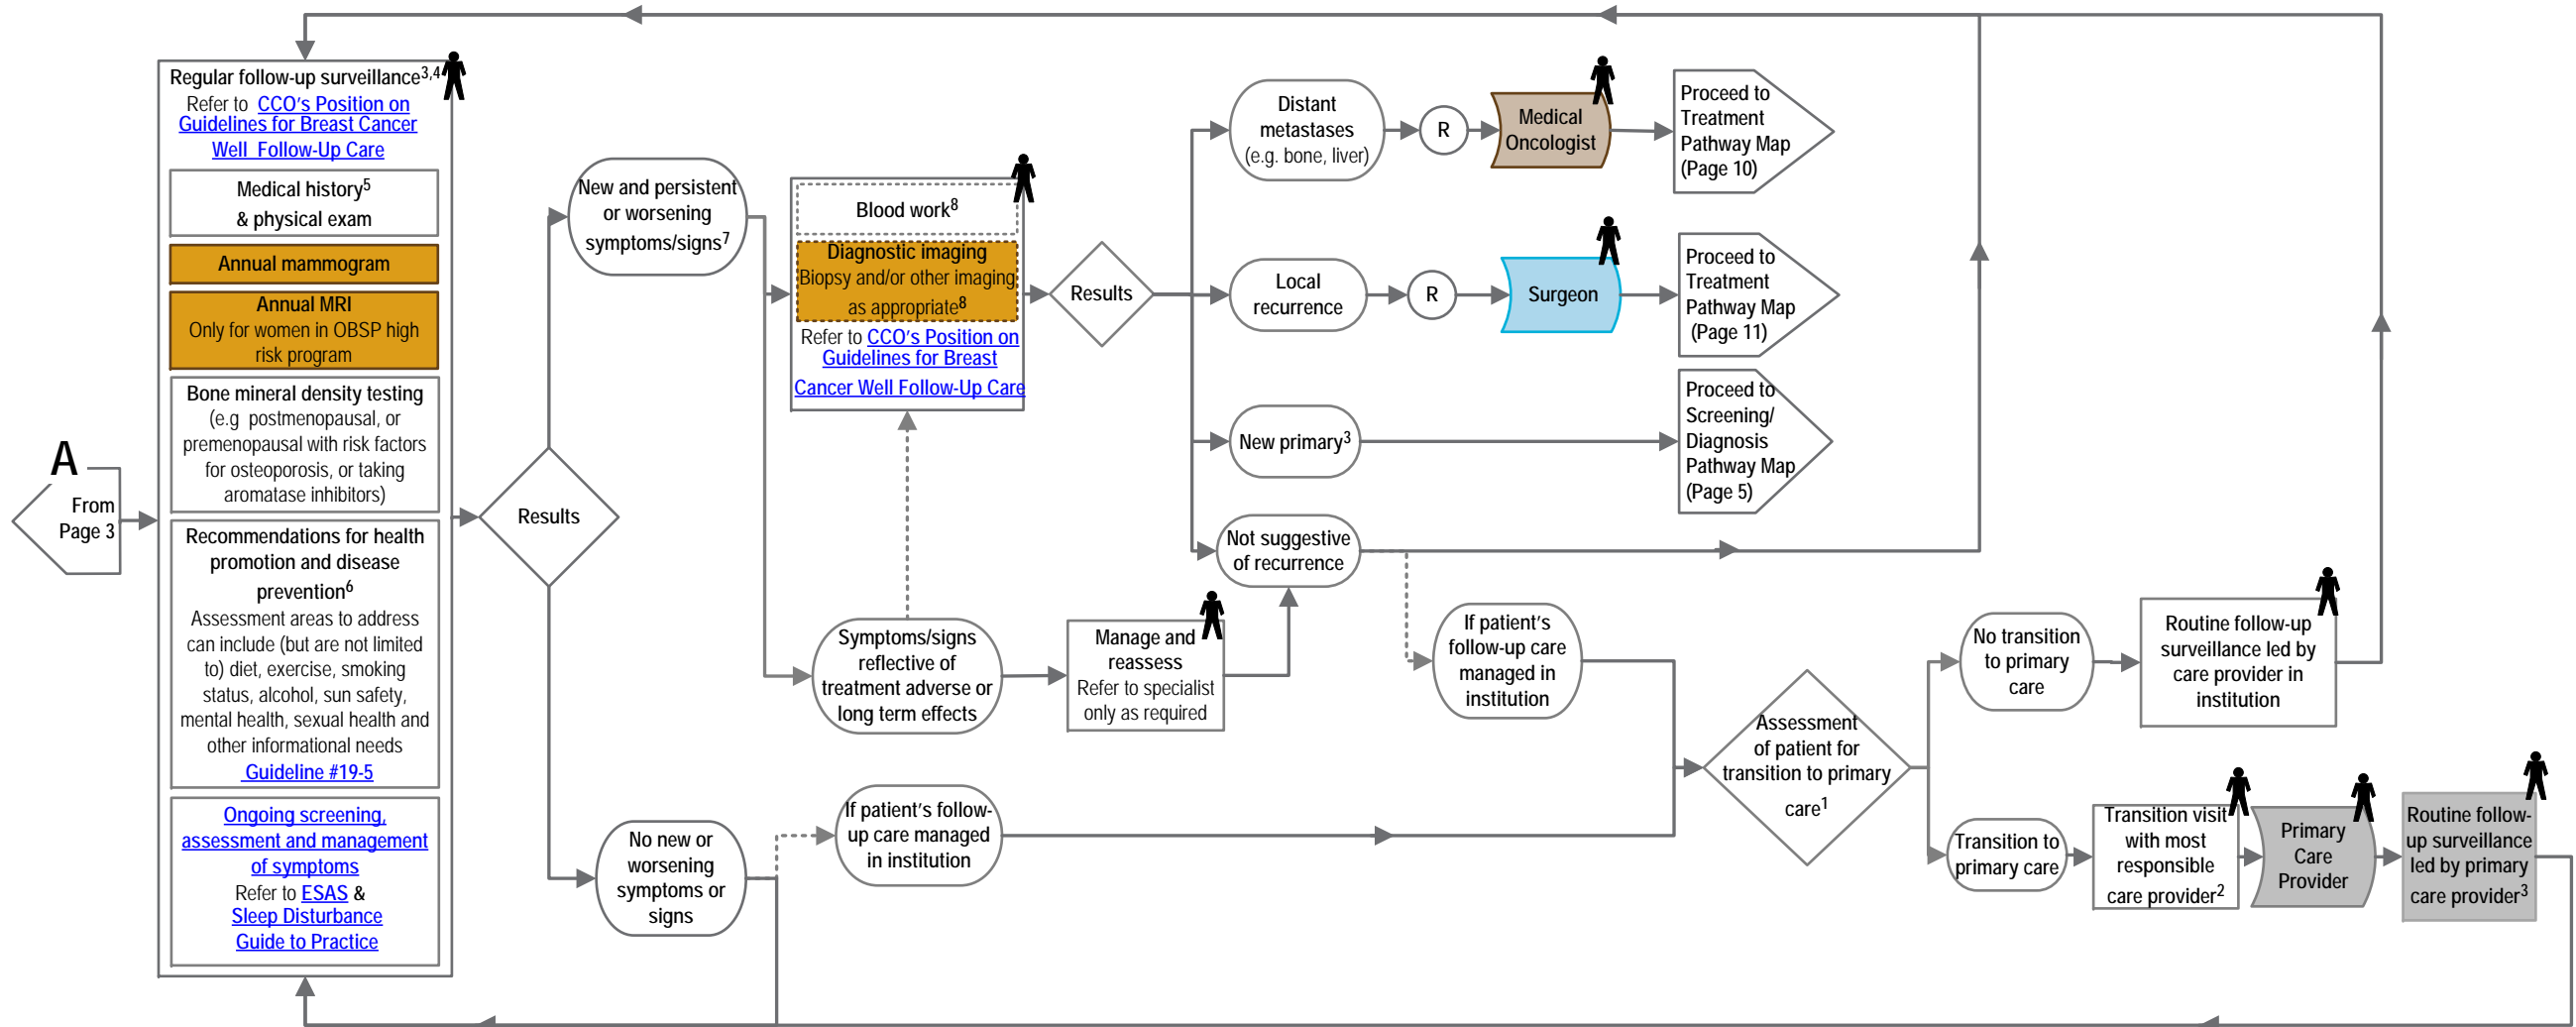 A
From
Page 3
Regular follow-up surveillance3,4
Refer to CCO's Position on
Guidelines for Breast Cancer
Well Follow-Up Care
Medical history5
& physical exam
Annual mammogram
Annual MRI
Only for women in OBSP high
risk program
Bone mineral density testing
(e.g postmenopausal, or
premenopausal with risk factors
for osteoporosis, or taking
aromatase inhibitors)
Recommendations for health
promotion and disease
prevention6
Assessment areas to address
can include (but are not limited
to) diet, exercise, smoking
status, alcohol, sun safety,
mental health, sexual health and
other informational needs
Guideline #19-5
Ongoing screening,
assessment and management
of symptoms
Refer to ESAS &
Sleep Disturbance
Guide to Practice
Results
New and persistent
or worsening
symptoms/signs7
Blood work8
Diagnostic imaging
Biopsy and/or other imaging
as appropriate8
Refer to CCO's Position on
Guidelines for Breast
Cancer Well Follow-Up Care
Results
Distant
metastases
(e.g. bone, liver)
R
Medical
Oncologist
Proceed to
Treatment
Pathway Map
(Page 10)
Local
recurrence
R
Surgeon
Proceed to
Treatment
Pathway Map
(Page 11)
New primary3
Proceed to
Screening/
Diagnosis
Pathway Map
(Page 5)
Not suggestive
of recurrence
Symptoms/signs
reflective of
treatment adverse or
long term effects
Manage and
reassess
Refer to specialist
only as required
If patient's
follow-up care
managed in
institution
No new or
worsening
symptoms or
signs
If patient's follow-
up care managed
in institution
Assessment
of patient for
transition to primary
care1
No transition
to primary
care
Routine follow-up
surveillance led by
care provider in
institution
Transition to
primary care
Transition visit
with most
responsible
care provider2
Primary
Care
Provider
Routine follow-
up surveillance
led by primary
care provider3